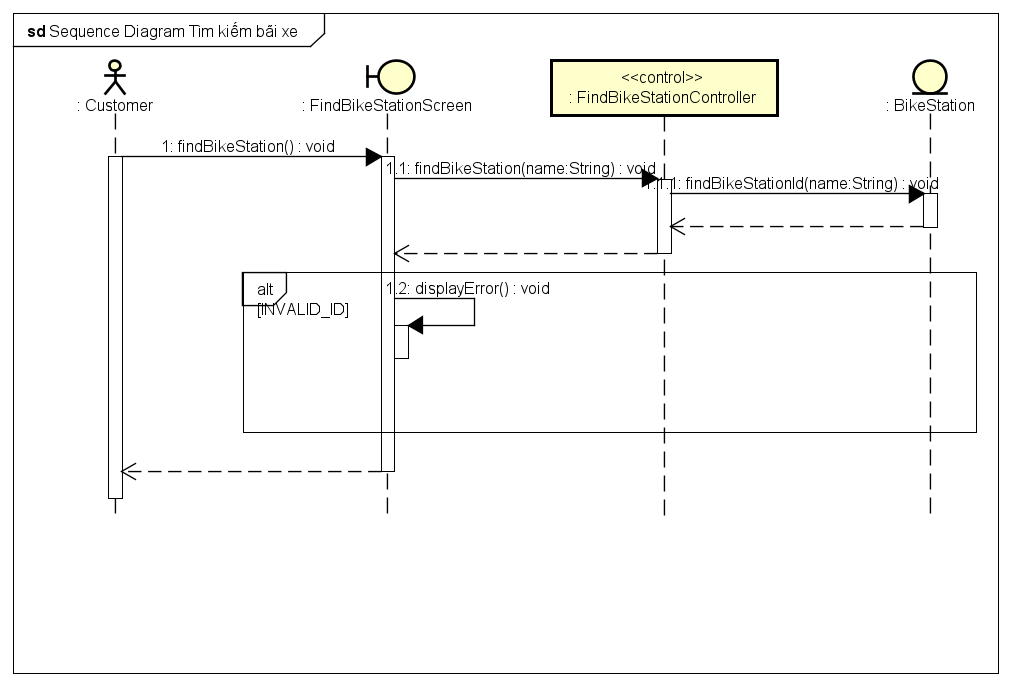 sd Sequence Diagram Tìm kiếm bãi xe
: Customer
: FindBikeStationScreen
<<control>>
: FindBikeStationController
: BikeStation
1: findBikeStation() : void
1.1: findBikeStation(name:String) : void
1.1.1: findBikeStationId(name:String) : void
alt
[INVALID_ID]
1.2: displayError() : void